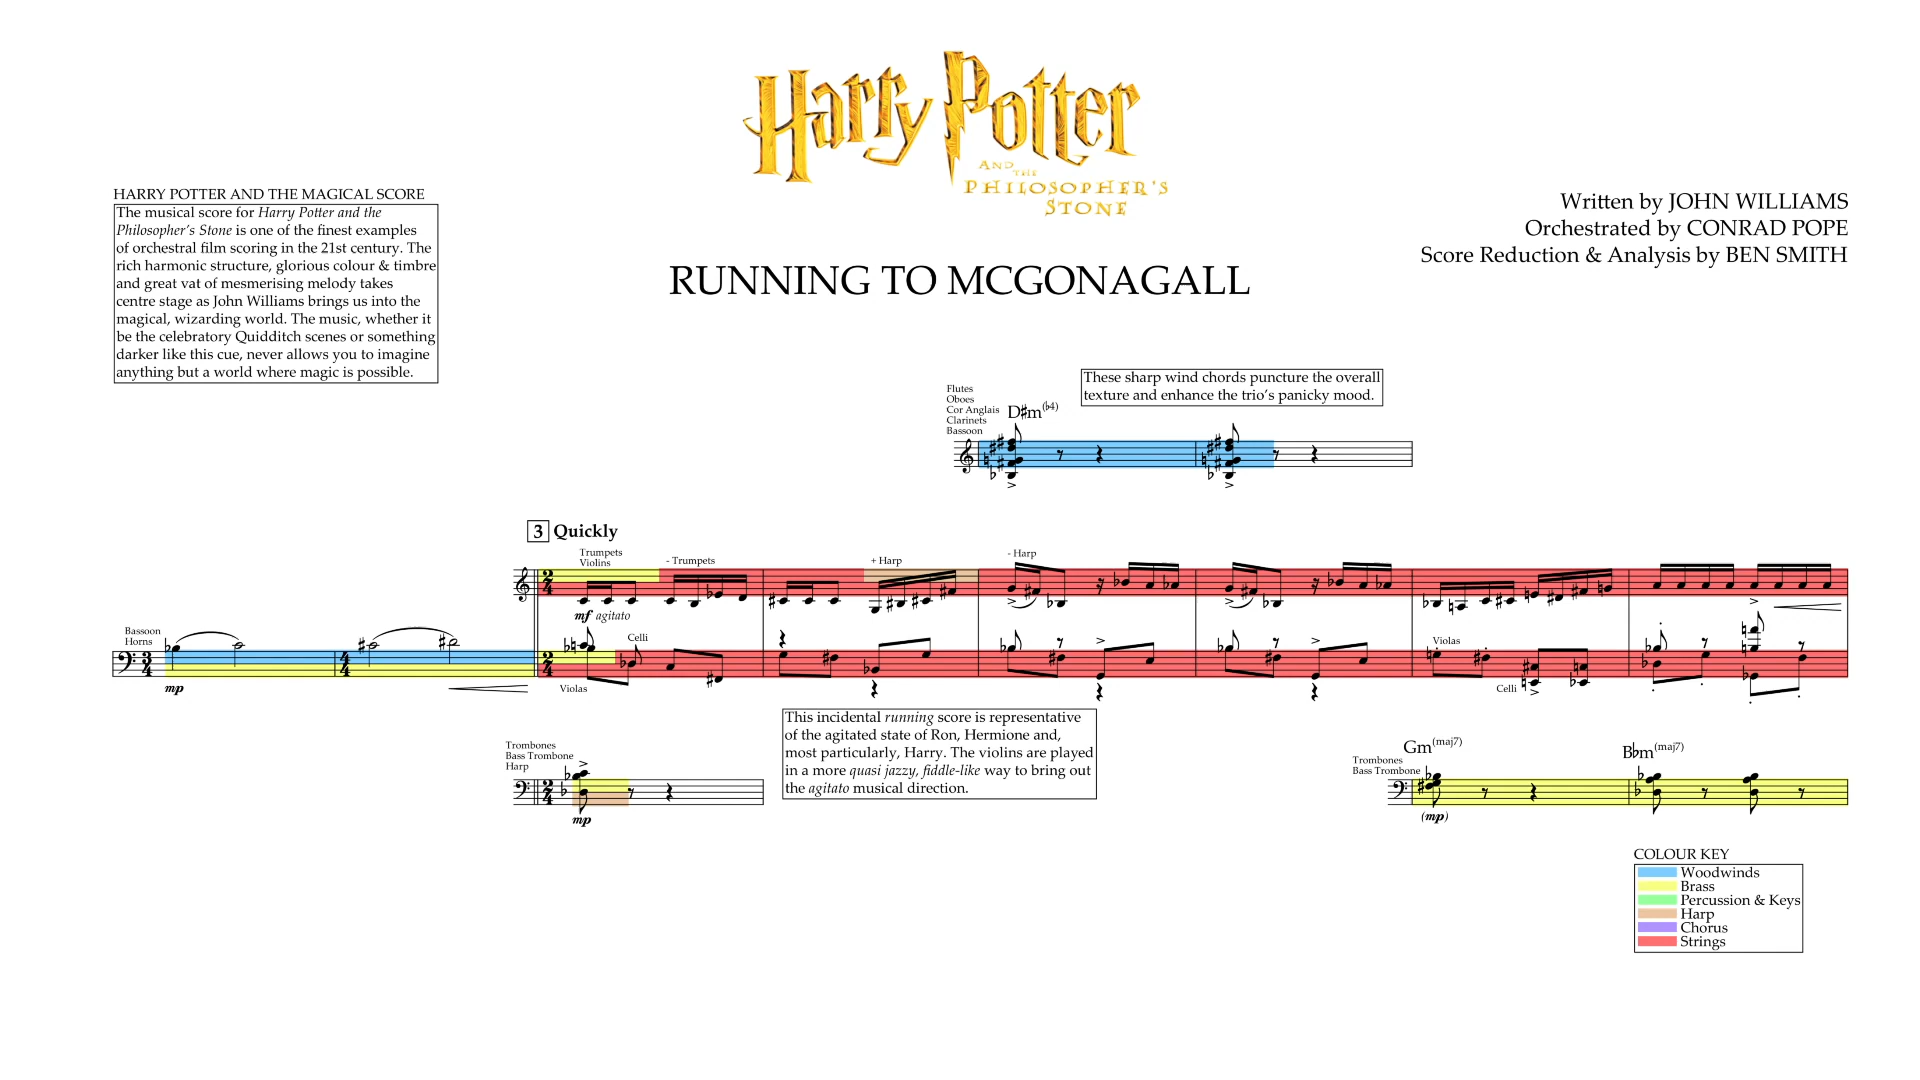 Harry Potter
AND
THE
PHILOSOPHER'S
STONE
HARRY POTTER AND THE MAGICAL SCORE
The musical score for Harry Potter and the
Philosopher's Stone is one of the finest examples
of orchestral film scoring in the 21st century. The
rich harmonic structure, glorious colour & timbre
and great vat of mesmerising melody takes
centre stage as John Williams brings us into the
magical, wizarding world. The music, whether it
be the celebratory Quidditch scenes or something
darker like this cue, never allows you to imagine
anything but a world where magic is possible.
Written by JOHN WILLIAMS
Orchestrated by CONRAD POPE
Score Reduction & Analysis by BEN SMITH
RUNNING TO MCGONAGALL
These sharp wind chords puncture the overall
texture and enhance the trio's panicky mood.
Flutes
Oboes
Cor Anglais
Clarinets
Bassoon
D♯m(♭4)
3 Quickly
Trumpets
Violins
- Trumpets
+ Harp
- Harp
mf agitato
Bassoon
Horns
3
4
4
4
2
4
2
4
mp
Celli
Violas
Violas
Celli
This incidental running score is representative
of the agitated state of Ron, Hermione and,
most particularly, Harry. The violins are played
in a more quasi jazzy, fiddle-like way to bring out
the agitato musical direction.
Trombones
Bass Trombone
Harp
2
4
mp
Gm(maj7)
B♭m(maj7)
Trombones
Bass Trombone
(mp)
COLOUR KEY
Woodwinds
Brass
Percussion & Keys
Harp
Chorus
Strings